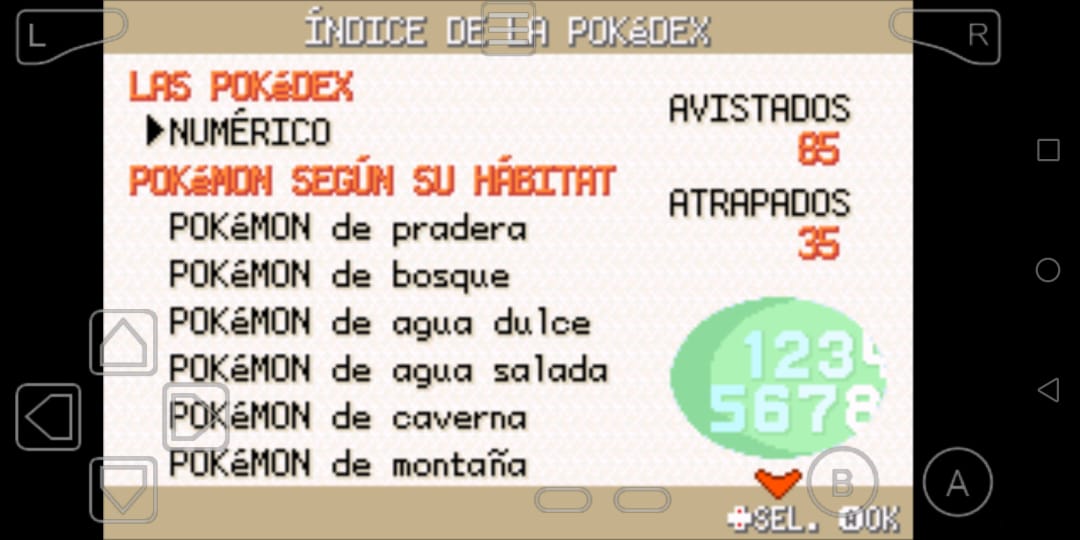 L
R
ÍNDICE DE LA POKéDEX
LAS POKéDEX
▶NUMÉRICO
AVISTADOS
85
POKéMON SEGÚN SU HÁBITAT
ATRAPADOS
35
POKéMON de pradera
POKéMON de bosque
POKéMON de agua dulce
POKéMON de agua salada
POKéMON de caverna
POKéMON de montaña
1234
5678
B
A
SEL. AOK